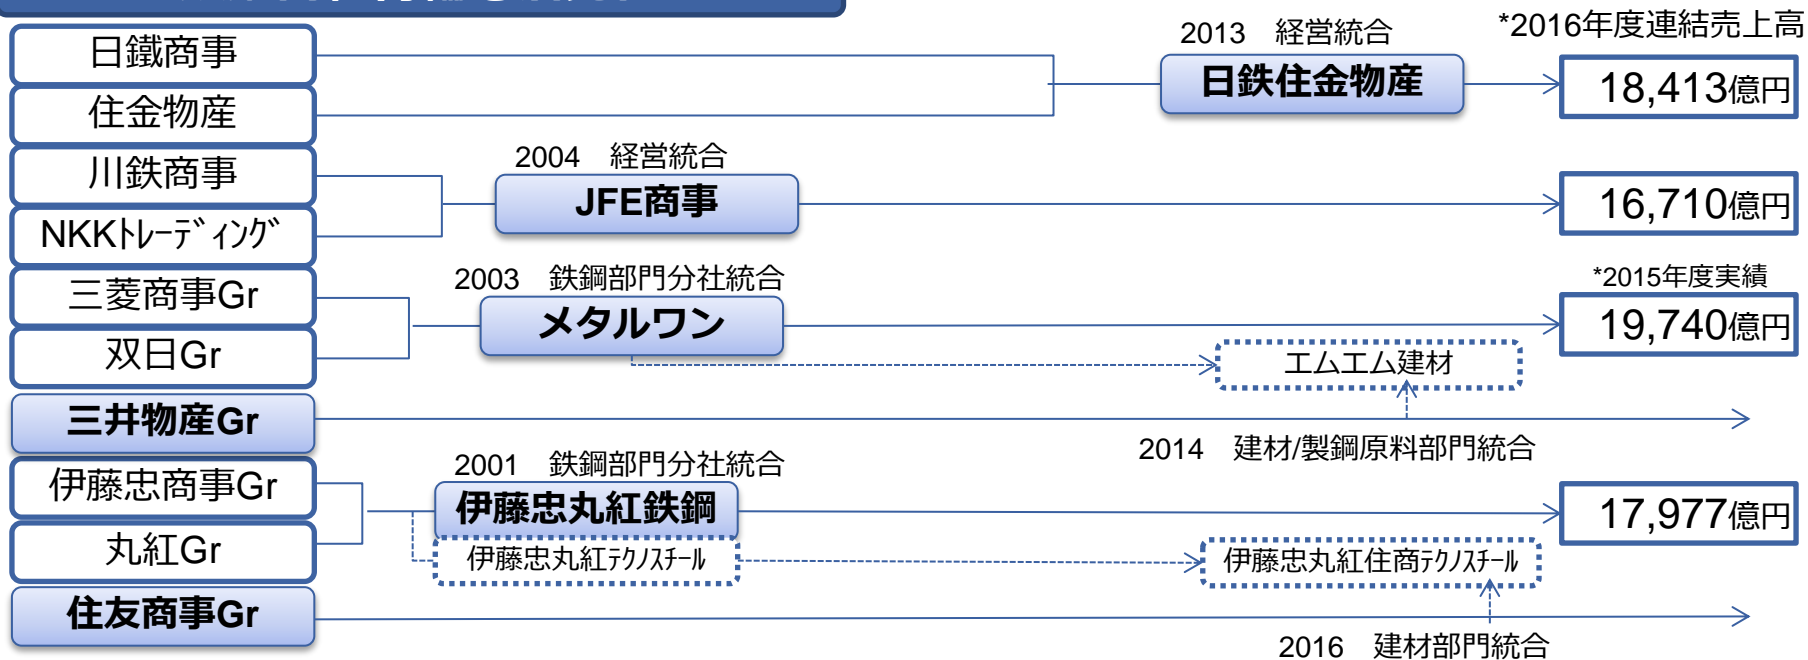 *2016年度連結売上高
2013 経営統合
日鐵商事
日鉄住金物産
18,413億円
住金物産
2004 経営統合
川鉄商事
JFE商事
16,710億円
NKKﾄﾚｰﾃﾞｨﾝｸﾞ
2003 鉄鋼部門分社統合
*2015年度実績
三菱商事Gr
メタルワン
19,740億円
双日Gr
エムエム建材
三井物産Gr
2014 建材/製鋼原料部門統合
2001 鉄鋼部門分社統合
伊藤忠商事Gr
伊藤忠丸紅鉄鋼
17,977億円
丸紅Gr
伊藤忠丸紅ﾃｸﾉｽﾁｰﾙ
伊藤忠丸紅住商ﾃｸﾉｽﾁｰﾙ
住友商事Gr
2016 建材部門統合